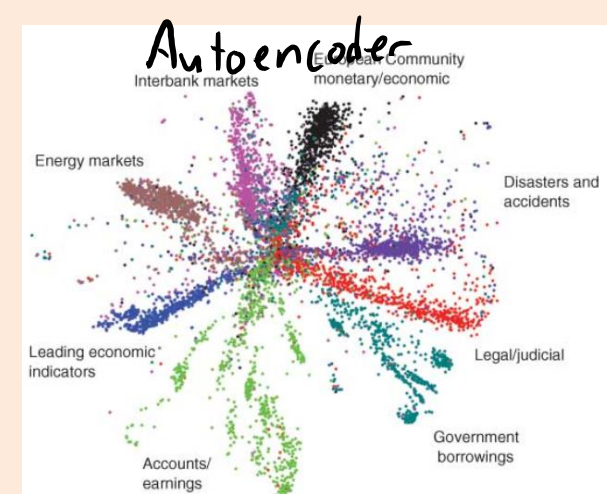 Autoencoder
European Community
monetary/economic
Interbank markets
Energy markets
Disasters and
accidents
Leading economic
indicators
Legal/judicial
Government
borrowings
Accounts/
earnings